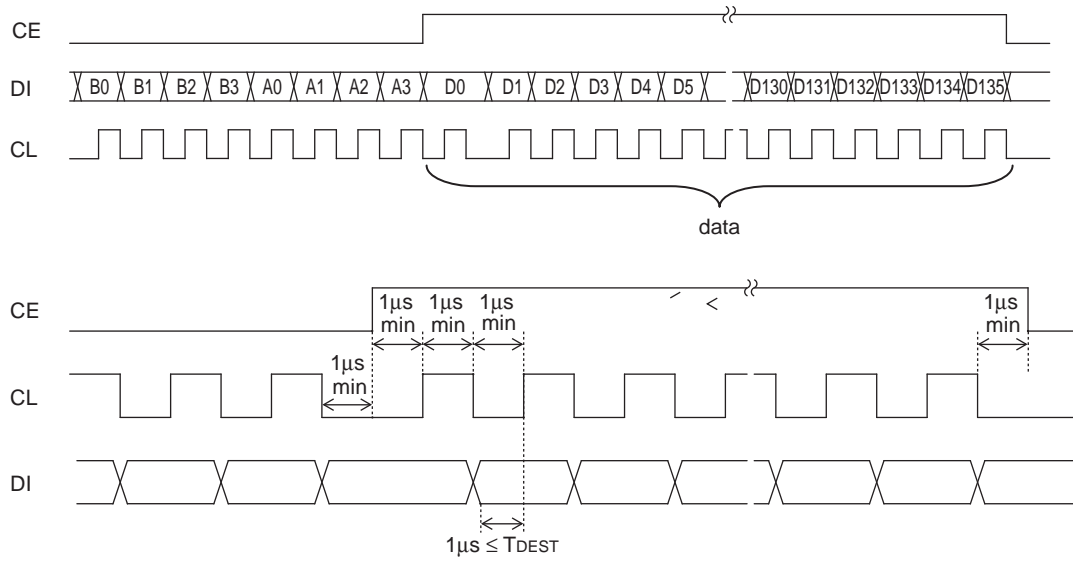 CE
DI B0 B1 B2 B3 A0 A1 A2 A3 D0 D1 D2 D3 D4 D5 D130 D131 D132 D133 D134 D135
CL
data
CE 1μs min 1μs min 1μs min 1μs min
CL 1μs min
DI
1μs ≤ TDEST